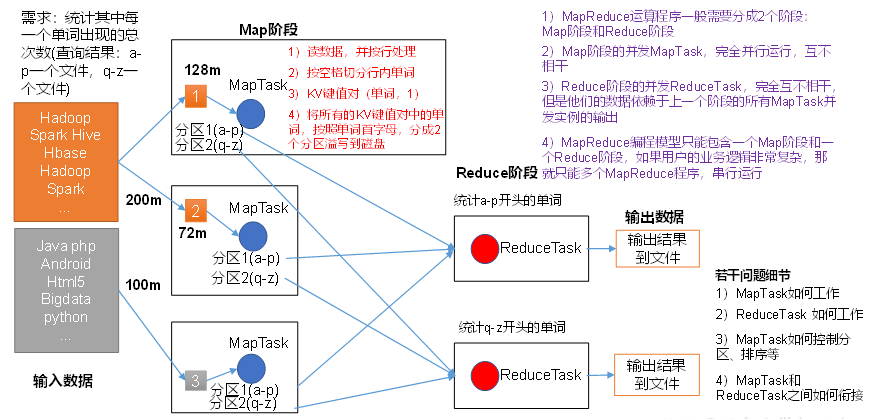 需求：统计其中每
一个单词出现的总
次数(查询结果：a-
p一个文件，q-z一
个文件)
Hadoop
Spark Hive
Hbase
Hadoop
Spark
...
200m
Java php
Android
Html5
Bigdata
python
...
100m
输入数据
Map阶段
128m
1
MapTask
分区1(a-p)
分区2(q-z)
1）读数据，并按行处理
2）按空格切分行内单词
3）KV键值对（单词，1）
4）将所有的KV键值对中的单
词，按照单词首字母，分成2
个分区溢写到磁盘
2
72m
MapTask
分区1(a-p)
分区2(q-z)
3
MapTask
分区1(a-p)
分区2(q-z)
Reduce阶段
统计a-p开头的单词
ReduceTask
统计q-z开头的单词
ReduceTask
输出数据
输出结果
到文件
输出结果
到文件
1）MapReduce运算程序一般需要分成2个阶段：
Map阶段和Reduce阶段
2）Map阶段的并发MapTask，完全并行运行，互不
相干
3）Reduce阶段的并发ReduceTask，完全互不相干，
但是他们的数据依赖于上一个阶段的所有MapTask并
发实例的输出
4）MapReduce编程模型只能包含一个Map阶段和一
个Reduce阶段，如果用户的业务逻辑非常复杂，那
就只能多个MapReduce程序，串行运行
若干问题细节
1）MapTask如何工作
2）ReduceTask 如何工作
3）MapTask如何控制分
区、排序等
4）MapTask和
ReduceTask之间如何衔接